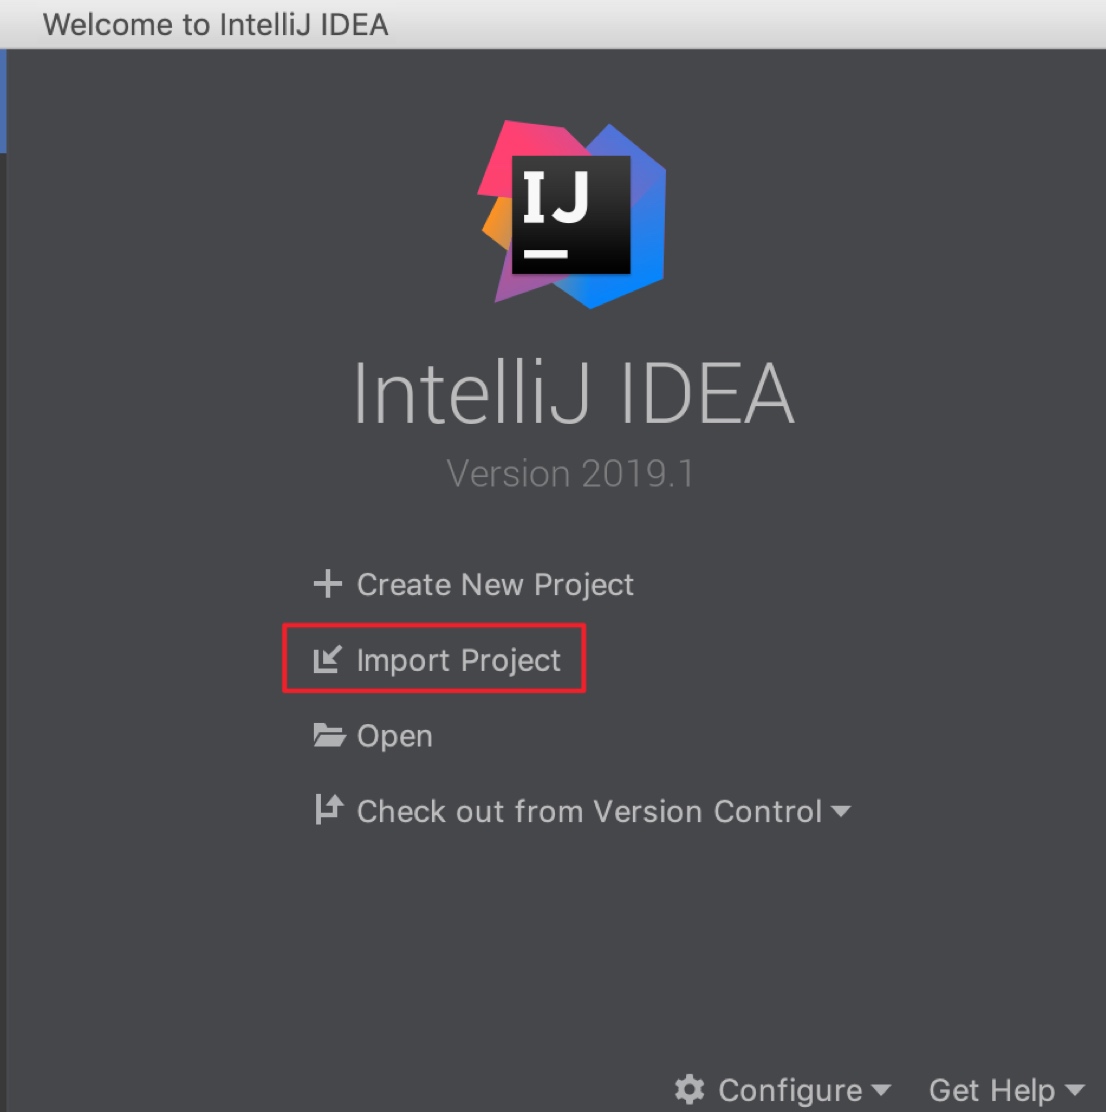 Welcome to IntelliJ IDEA
IJ
IntelliJ IDEA
Version 2019.1
Create New Project
Import Project
Open
Check out from Version Control
Configure
Get Help